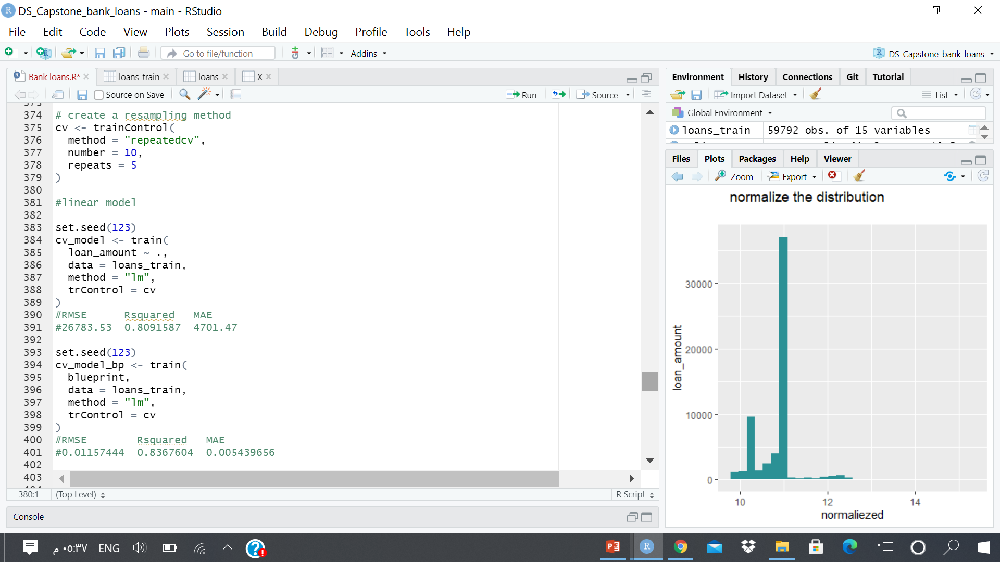 DS_Capstone_bank_loans - main - RStudio
File Edit Code View Plots Session Build Debug Profile Tools Help
Go to file/function Addins DS_Capstone_bank_loans
Bank loans.R* loans_train loans X
Source on Save Run Source
374 # create a resampling method
375 cv <- trainControl(
376 method = "repeatedcv",
377 number = 10,
378 repeats = 5
379 )
380
381 #linear model
382
383 set.seed(123)
384 cv_model <- train(
385 loan_amount ~ .,
386 data = loans_train,
387 method = "lm",
388 trControl = cv
389 )
390 #RMSE Rsquared MAE
391 #26783.53 0.8091587 4701.47
392
393 set.seed(123)
394 cv_model_bp <- train(
395 blueprint,
396 data = loans_train,
397 method = "lm",
398 trControl = cv
399 )
400 #RMSE Rsquared MAE
401 #0.01157444 0.8367604 0.005439656
402
403
380:1 (Top Level) R Script
Console
Environment History Connections Git Tutorial
Import Dataset List
Global Environment
loans_train 59792 obs. of 15 variables
Files Plots Packages Help Viewer
Zoom Export
normalize the distribution
loan_amount
30000
20000
10000
0
10 12 14
normaliezed
٠٥:٣٧ م ENG